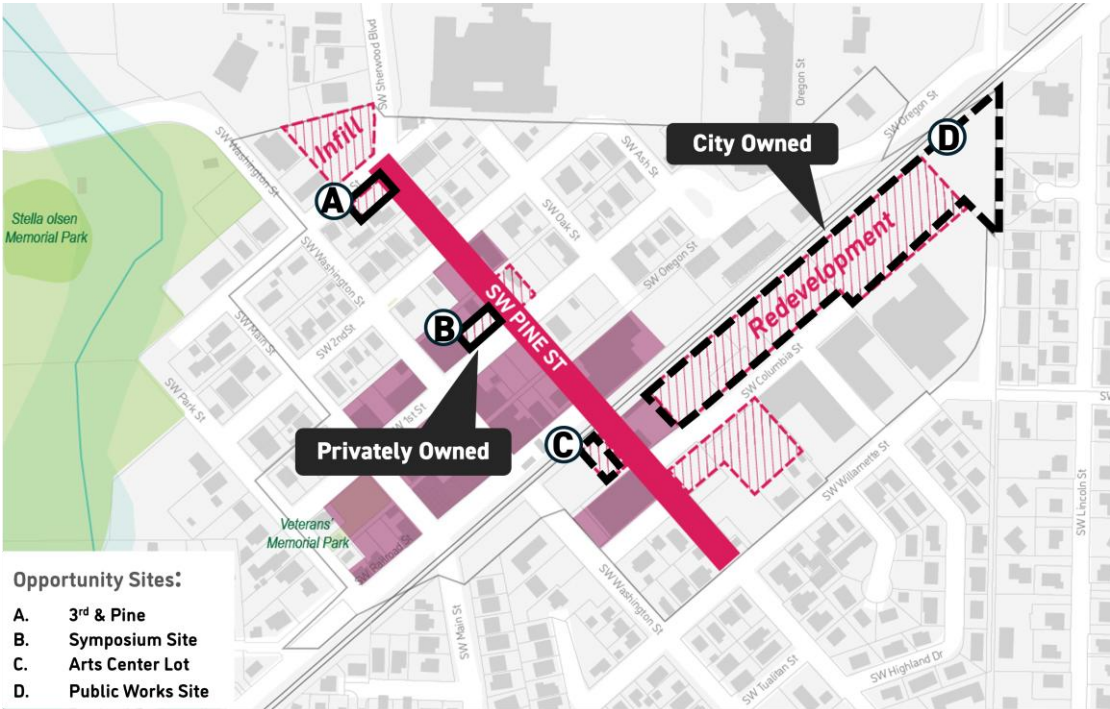 SW Sherwood Blvd
Oregon St
SW Oregon St
Infill
SW Washington St
SW Ash St
City Owned
D
A
St
Stella olsen
Memorial Park
SW Oak St
SW Washington St
SW Oregon St
SW PINE ST
Redevelopment
SW Main St
SW 2nd St
B
SW Park St
SW Columbia St
W 1st St
Privately Owned
C
SW Willamette St
SW Lincoln St
Veterans'
Memorial Park
SW Railroad St
SW Washington St
SW Main St
SW Tualitan St
SW Highland Dr
Opportunity Sites:
A. 3rd & Pine
B. Symposium Site
C. Arts Center Lot
D. Public Works Site